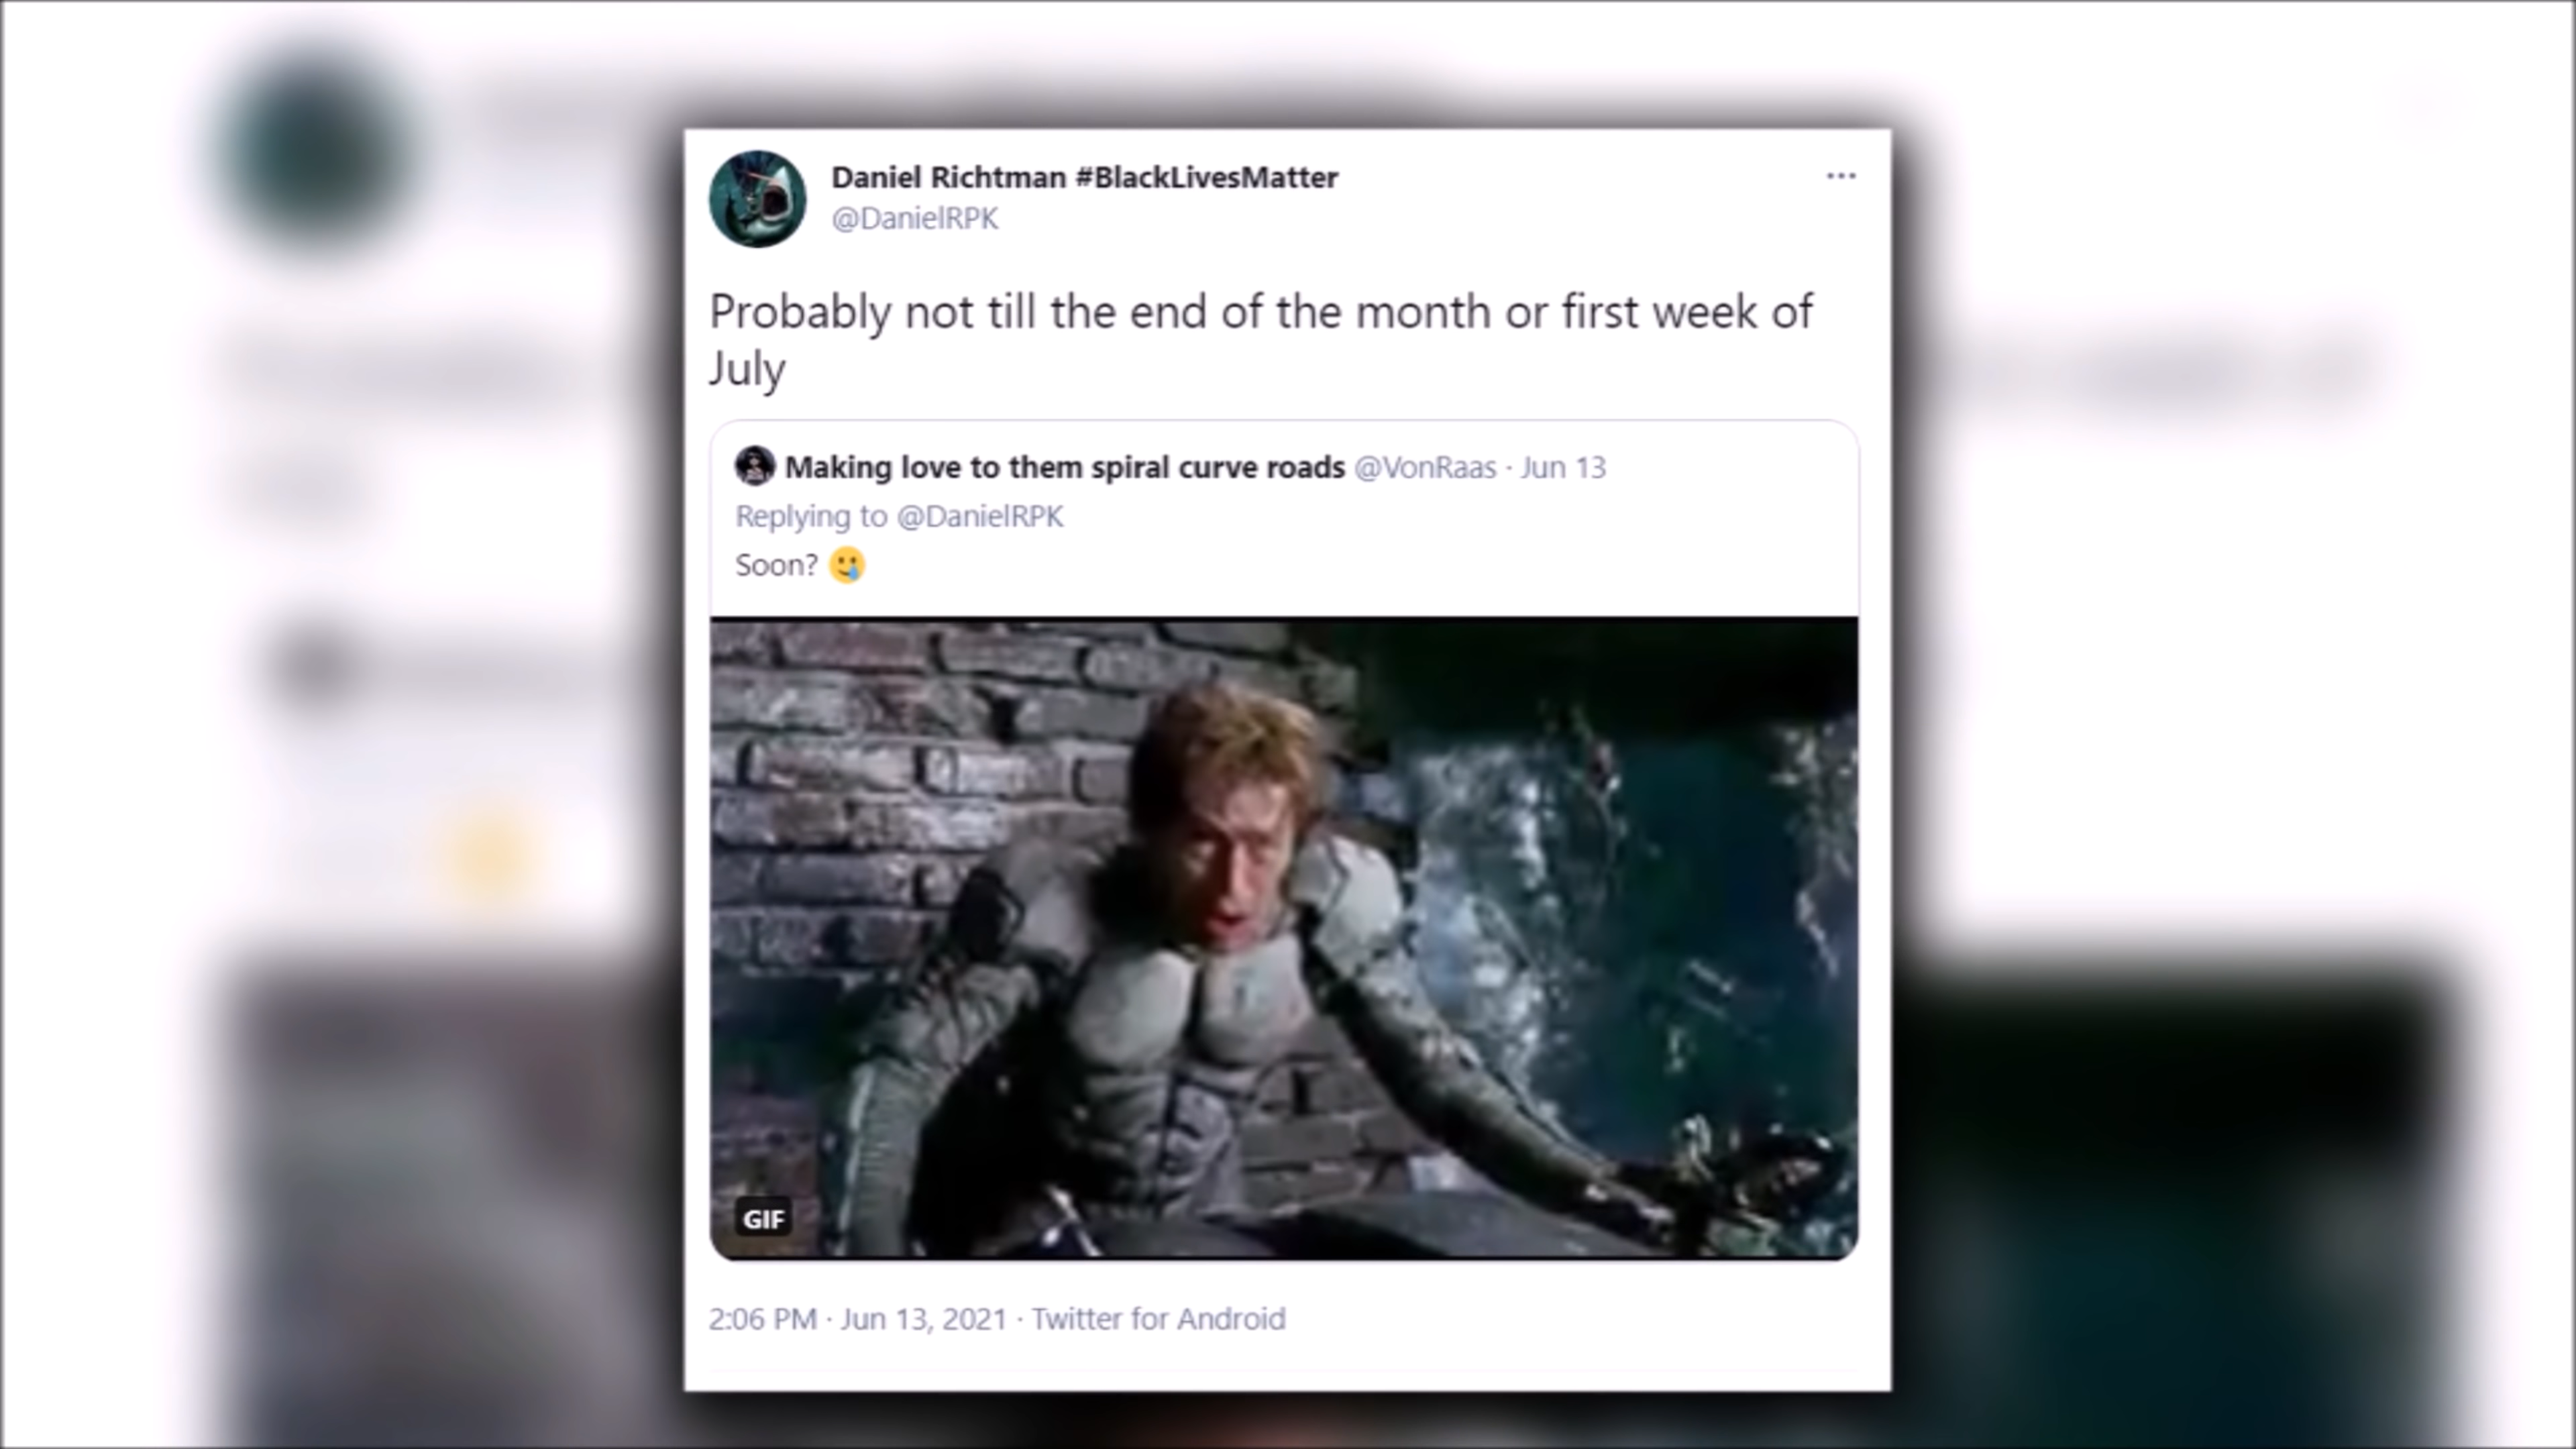 Daniel Richtman #BlackLivesMatter
@DanielRPK
Probably not till the end of the month or first week of
July
Making love to them spiral curve roads @VonRaas · Jun 13
Replying to @DanielRPK
Soon? 🥲
GIF
2:06 PM · Jun 13, 2021 · Twitter for Android